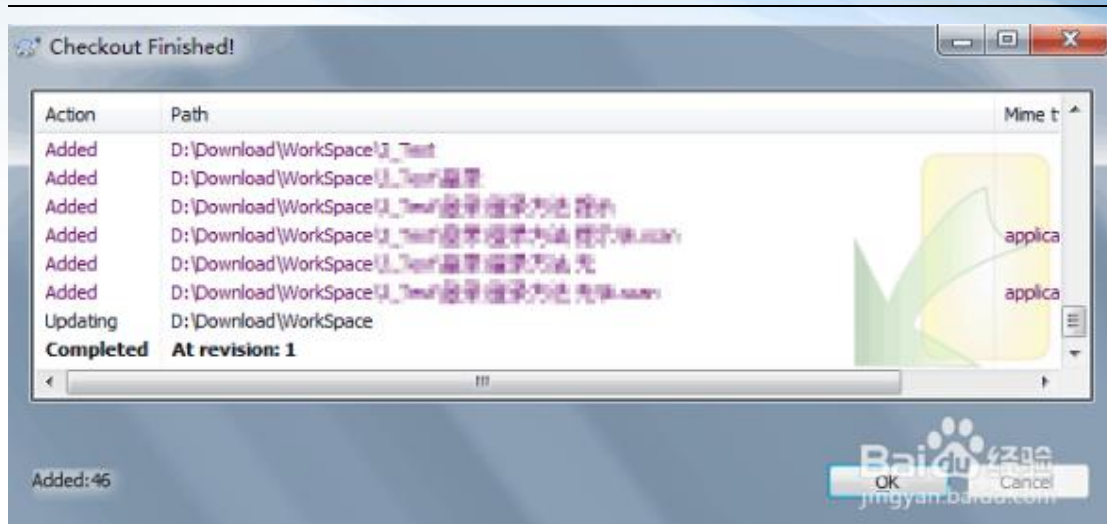 Checkout Finished!
Action Path Mime t
Added D:\Download\WorkSpace
Added D:\Download\WorkSpace
Added D:\Download\WorkSpace
Added D:\Download\WorkSpace applica
Added D:\Download\WorkSpace
Added D:\Download\WorkSpace applica
Updating D:\Download\WorkSpace
Completed At revision: 1
Added:46
Baidu经验
OK Cancel
jingyan.baidu.com